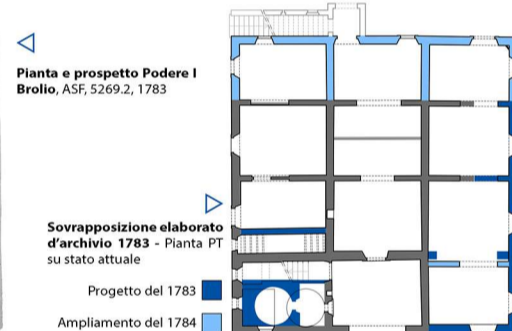 Pianta e prospetto Podere I
Brolio, ASF, 5269.2, 1783
Sovrapposizione elaborato
d'archivio 1783 - Pianta PT
su stato attuale
Progetto del 1783
Ampliamento del 1784